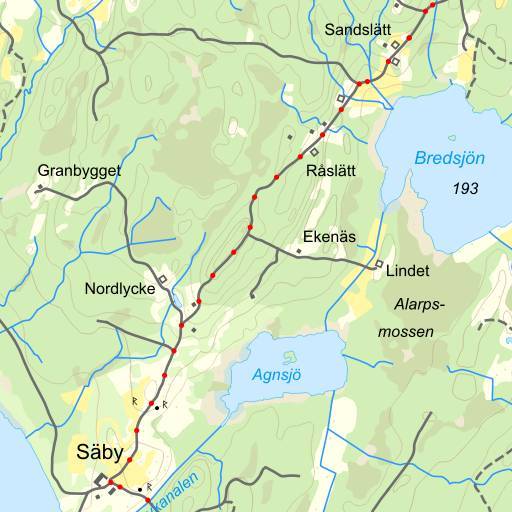 Sandslätt
Bredsjön
193
Granbygget
Råslätt
Ekenäs
Lindet
Nordlycke
Alarps-
mossen
Agnsjö
R
R
Säby
R
kanalen